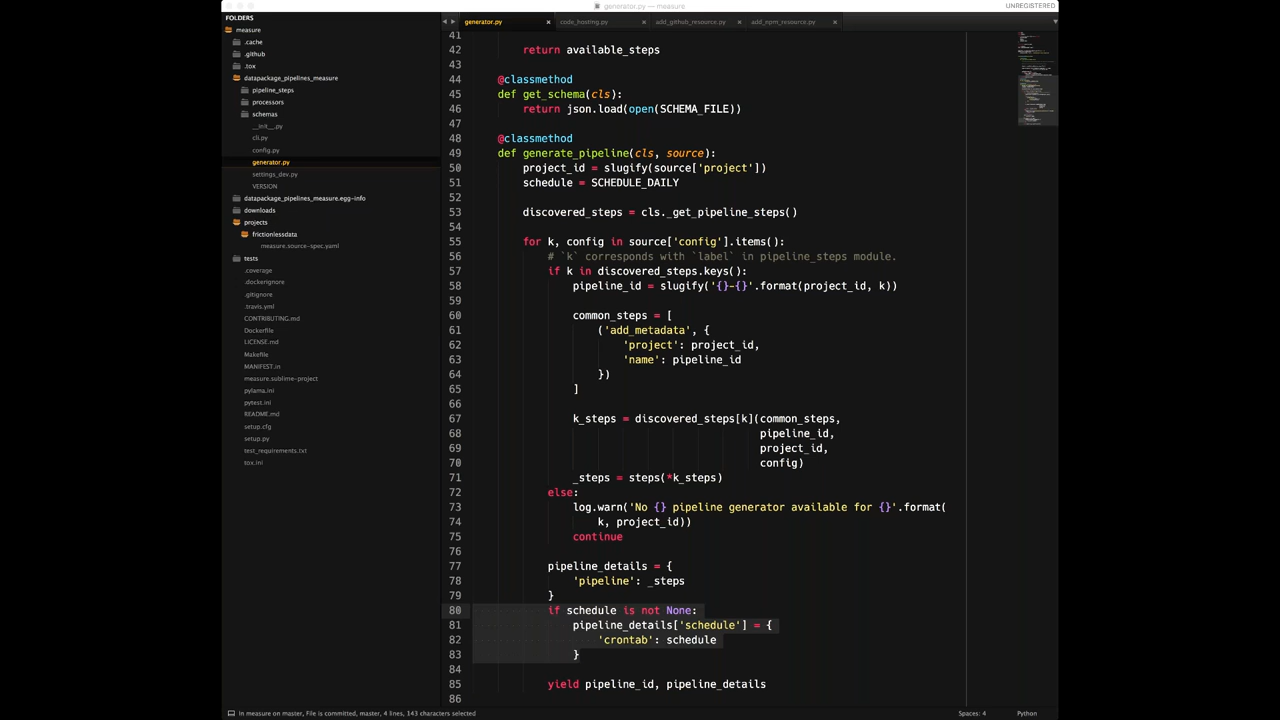 generator.py — measure
UNREGISTERED
FOLDERS
measure
.cache
.github
.tox
datapackage_pipelines_measure
pipeline_steps
processors
schemas
__init__.py
cli.py
config.py
generator.py
settings_dev.py
VERSION
datapackage_pipelines_measure.egg-info
downloads
projects
frictionlessdata
measure.source-spec.yaml
tests
.coverage
.dockerignore
.gitignore
.travis.yml
CONTRIBUTING.md
Dockerfile
LICENSE.md
Makefile
MANIFEST.in
measure.sublime-project
pylama.ini
pytest.ini
README.md
setup.cfg
setup.py
test_requirements.txt
tox.ini
generator.py × code_hosting.py × add_github_resource.py × add_npm_resource.py ×
41
42 return available_steps
43
44 @classmethod
45 def get_schema(cls):
46 return json.load(open(SCHEMA_FILE))
47
48 @classmethod
49 def generate_pipeline(cls, source):
50 project_id = slugify(source['project'])
51 schedule = SCHEDULE_DAILY
52
53 discovered_steps = cls._get_pipeline_steps()
54
55 for k, config in source['config'].items():
56 # `k` corresponds with `label` in pipeline_steps module.
57 if k in discovered_steps.keys():
58 pipeline_id = slugify('{}-{}'.format(project_id, k))
59
60 common_steps = [
61 ('add_metadata', {
62 'project': project_id,
63 'name': pipeline_id
64 })
65 ]
66
67 k_steps = discovered_steps[k](common_steps,
68 pipeline_id,
69 project_id,
70 config)
71 _steps = steps(*k_steps)
72 else:
73 log.warn('No {} pipeline generator available for {}'.format(
74 k, project_id))
75 continue
76
77 pipeline_details = {
78 'pipeline': _steps
79 }
80 if schedule is not None:
81 pipeline_details['schedule'] = {
82 'crontab': schedule
83 }
84
85 yield pipeline_id, pipeline_details
86
In measure on master, File is committed, master, 4 lines, 143 characters selected
Spaces: 4
Python